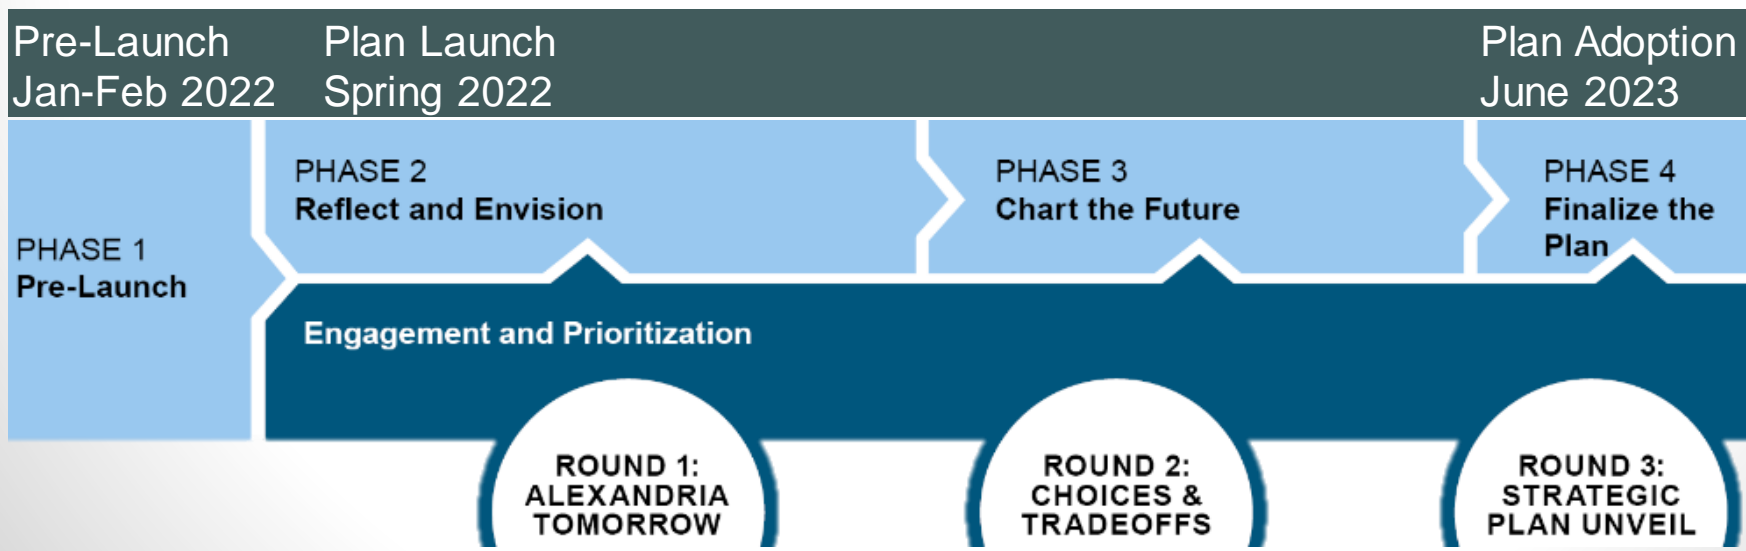 Pre-Launch
Jan-Feb 2022
Plan Launch
Spring 2022
Plan Adoption
June 2023
PHASE 1
Pre-Launch
PHASE 2
Reflect and Envision
PHASE 3
Chart the Future
PHASE 4
Finalize the
Plan
Engagement and Prioritization
ROUND 1:
ALEXANDRIA
TOMORROW
ROUND 2:
CHOICES &
TRADEOFFS
ROUND 3:
STRATEGIC
PLAN UNVEIL